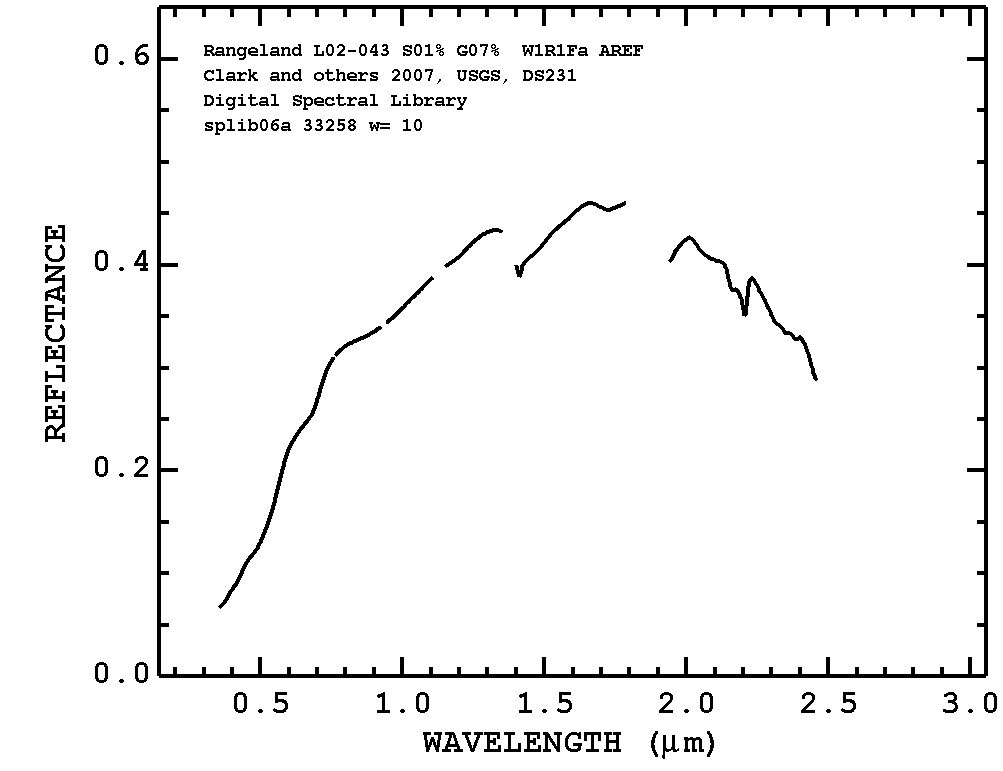 0.6
Rangeland L02-043 S01% G07%  W1R1Fa AREF
Clark and others 2007, USGS, DS231
Digital Spectral Library
splib06a 33258 w= 10
REFLECTANCE
0.4
0.2
0.0
0.5 1.0 1.5 2.0 2.5 3.0
WAVELENGTH (μm)